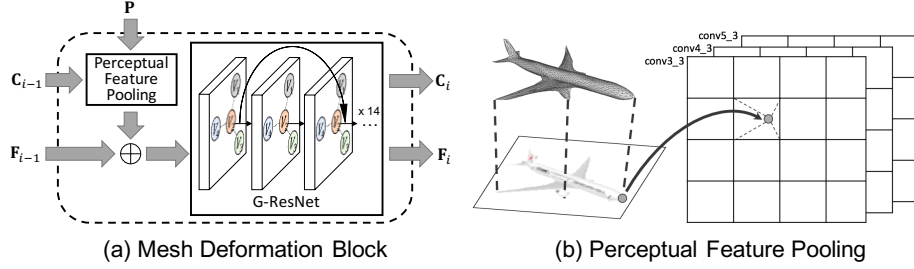 P
C_{i-1}
Perceptual
Feature
Pooling
C_i
x 14
...
F_{i-1}
F_i
G-ResNet
(a) Mesh Deformation Block
conv5_3
conv4_3
conv3_3
(b) Perceptual Feature Pooling